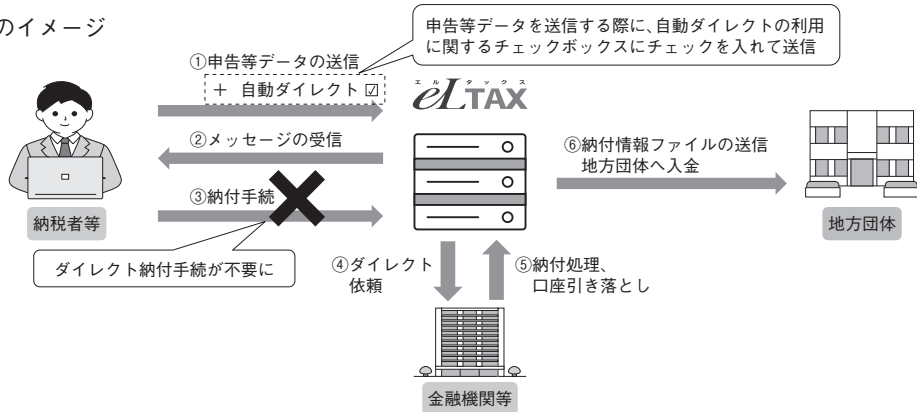 のイメージ
申告等データを送信する際に、自動ダイレクトの利用
に関するチェックボックスにチェックを入れて送信
①申告等データの送信
＋ 自動ダイレクト ☑
エルタックス
eLTAX
②メッセージの受信
③納付手続
納税者等
ダイレクト納付手続が不要に
④ダイレクト
依頼
⑤納付処理、
口座引き落とし
⑥納付情報ファイルの送信
地方団体へ入金
地方団体
金融機関等